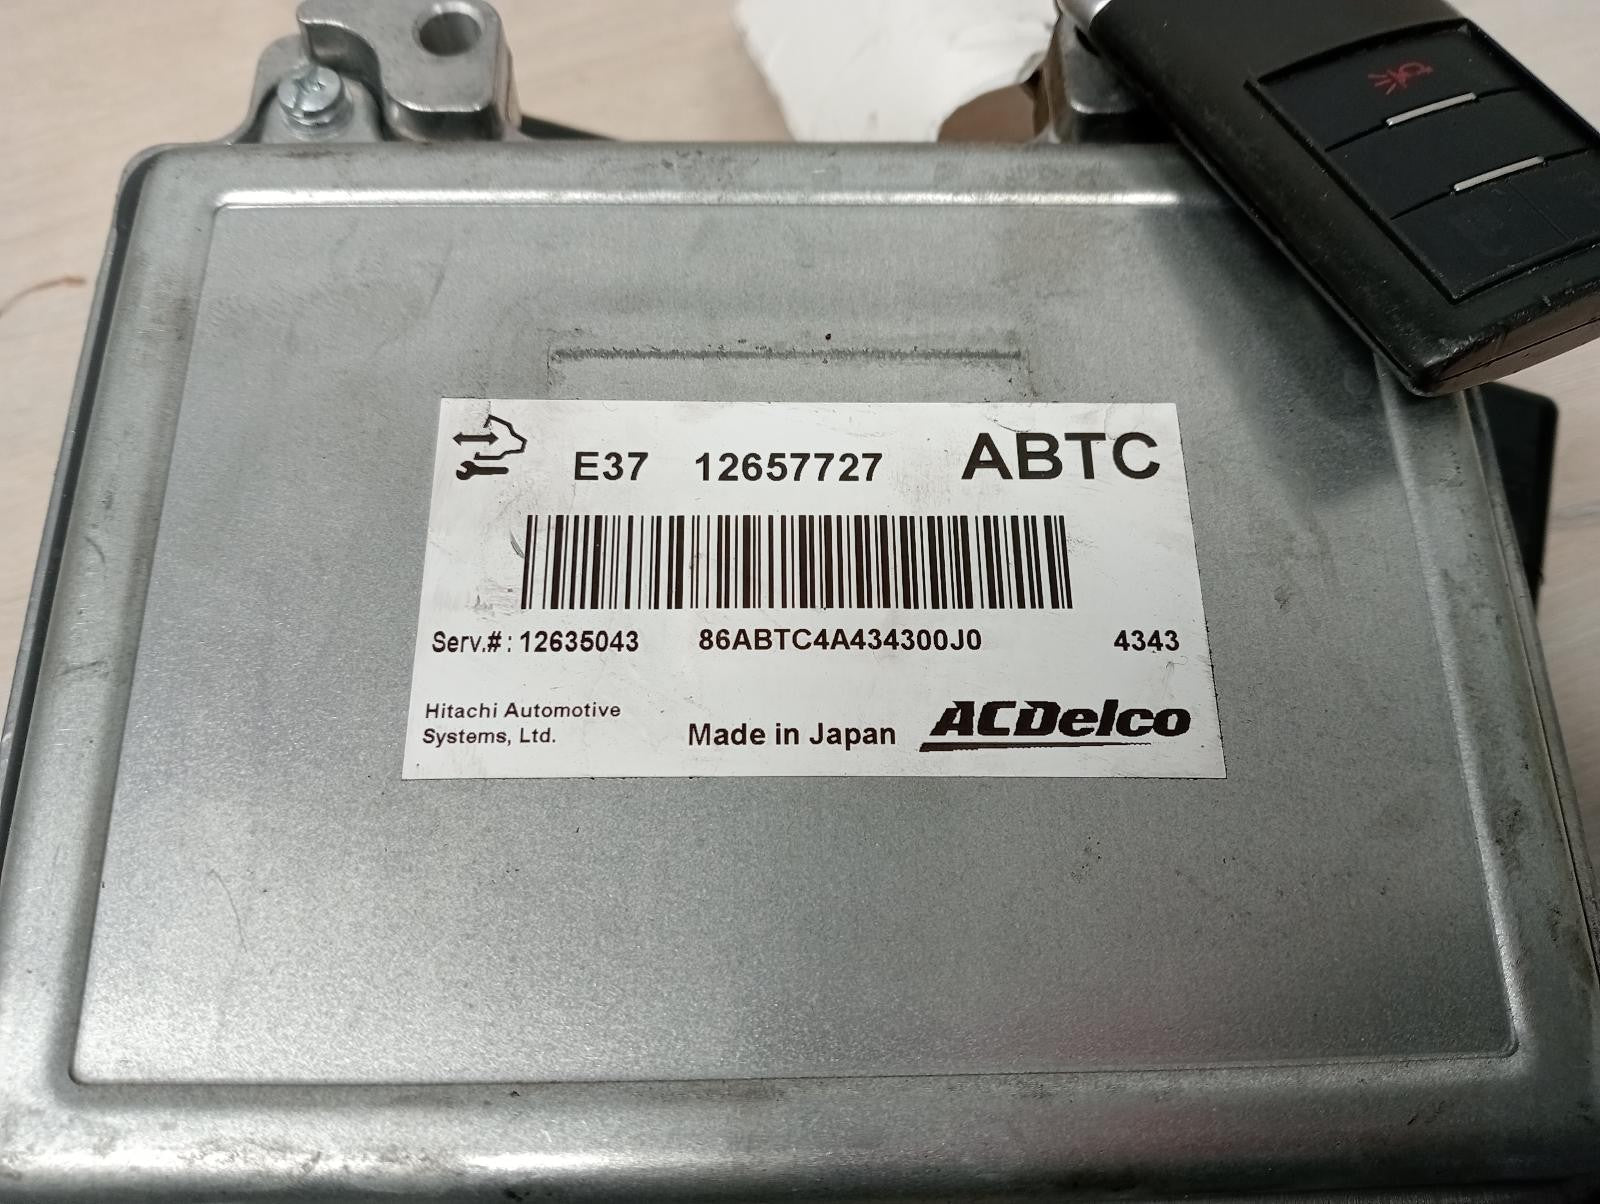 E37 12657727 ABTC
Serv.#: 12635043 86ABTC4A434300J0 4343
Hitachi Automotive
Systems, Ltd.
Made in Japan
ACDelco